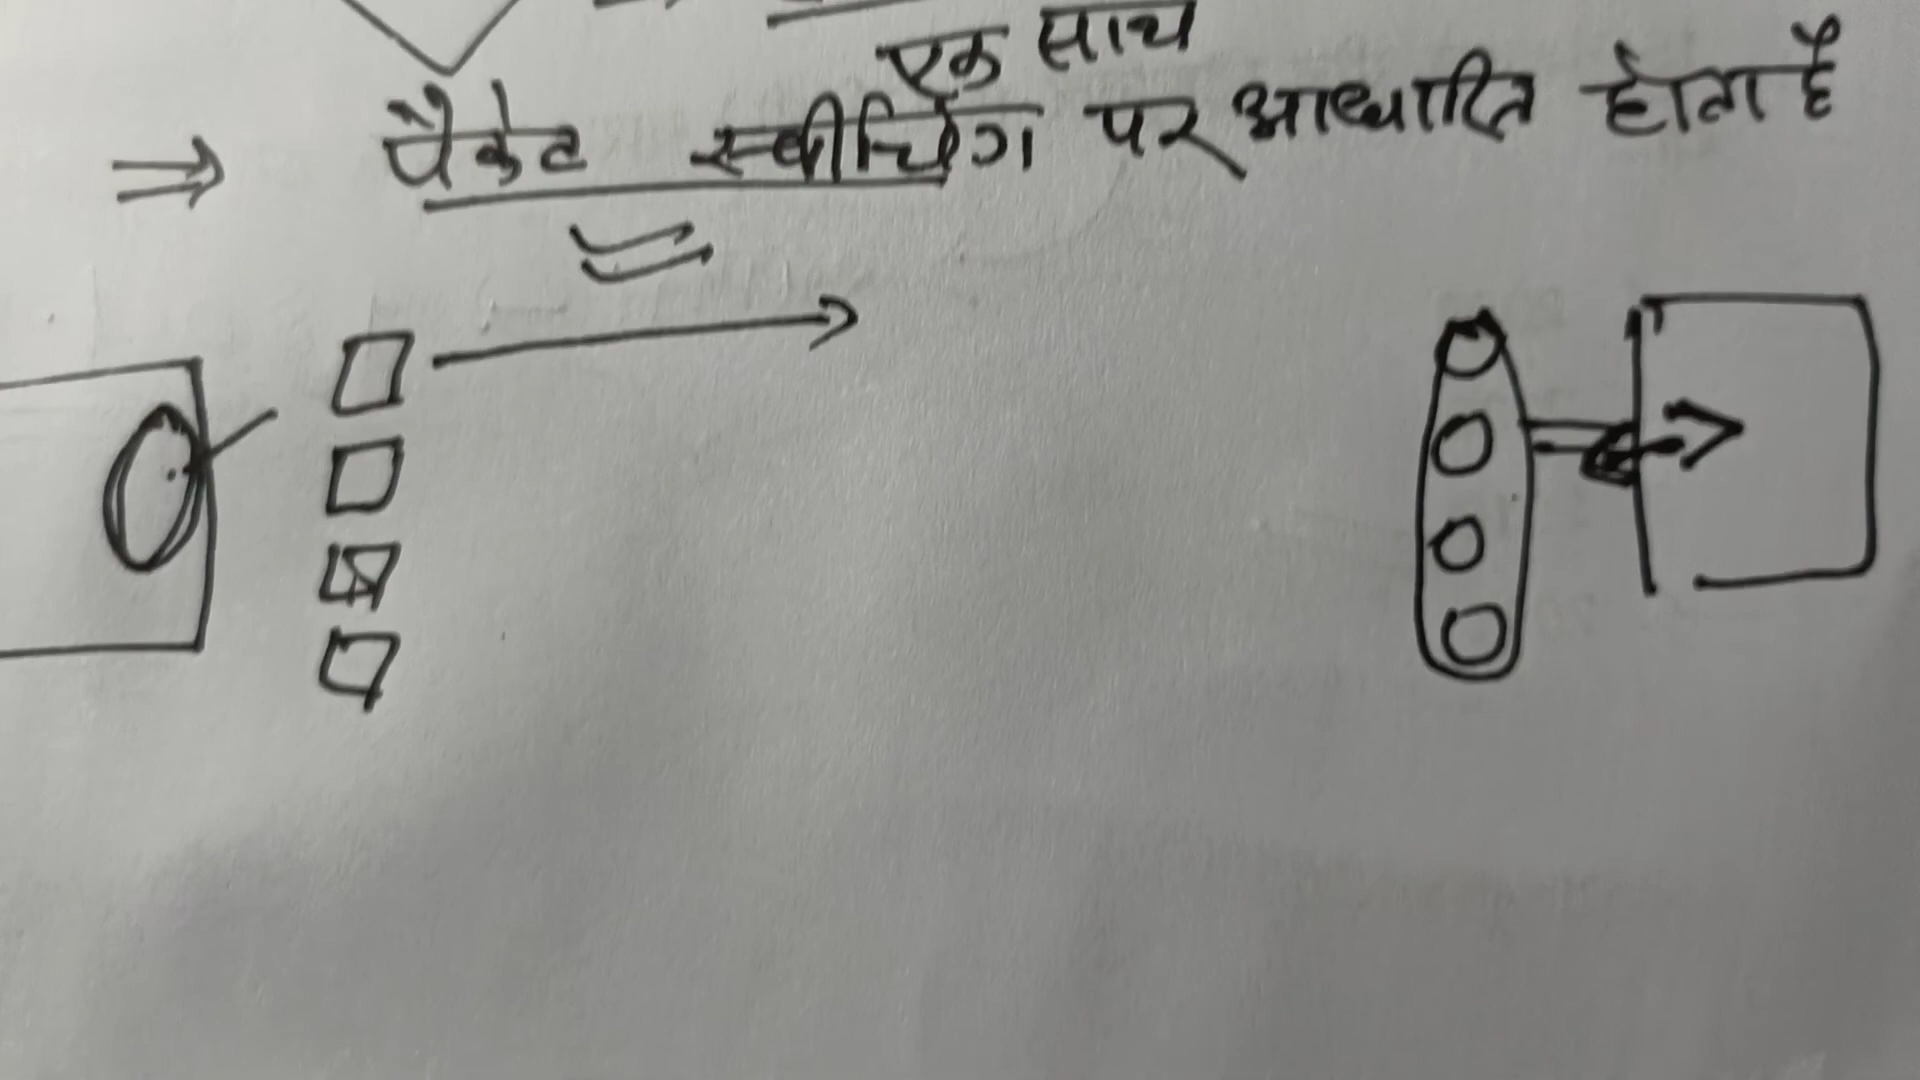 एक साथ
⇒ पैकेट स्वीचिंग पर आधारित होता है